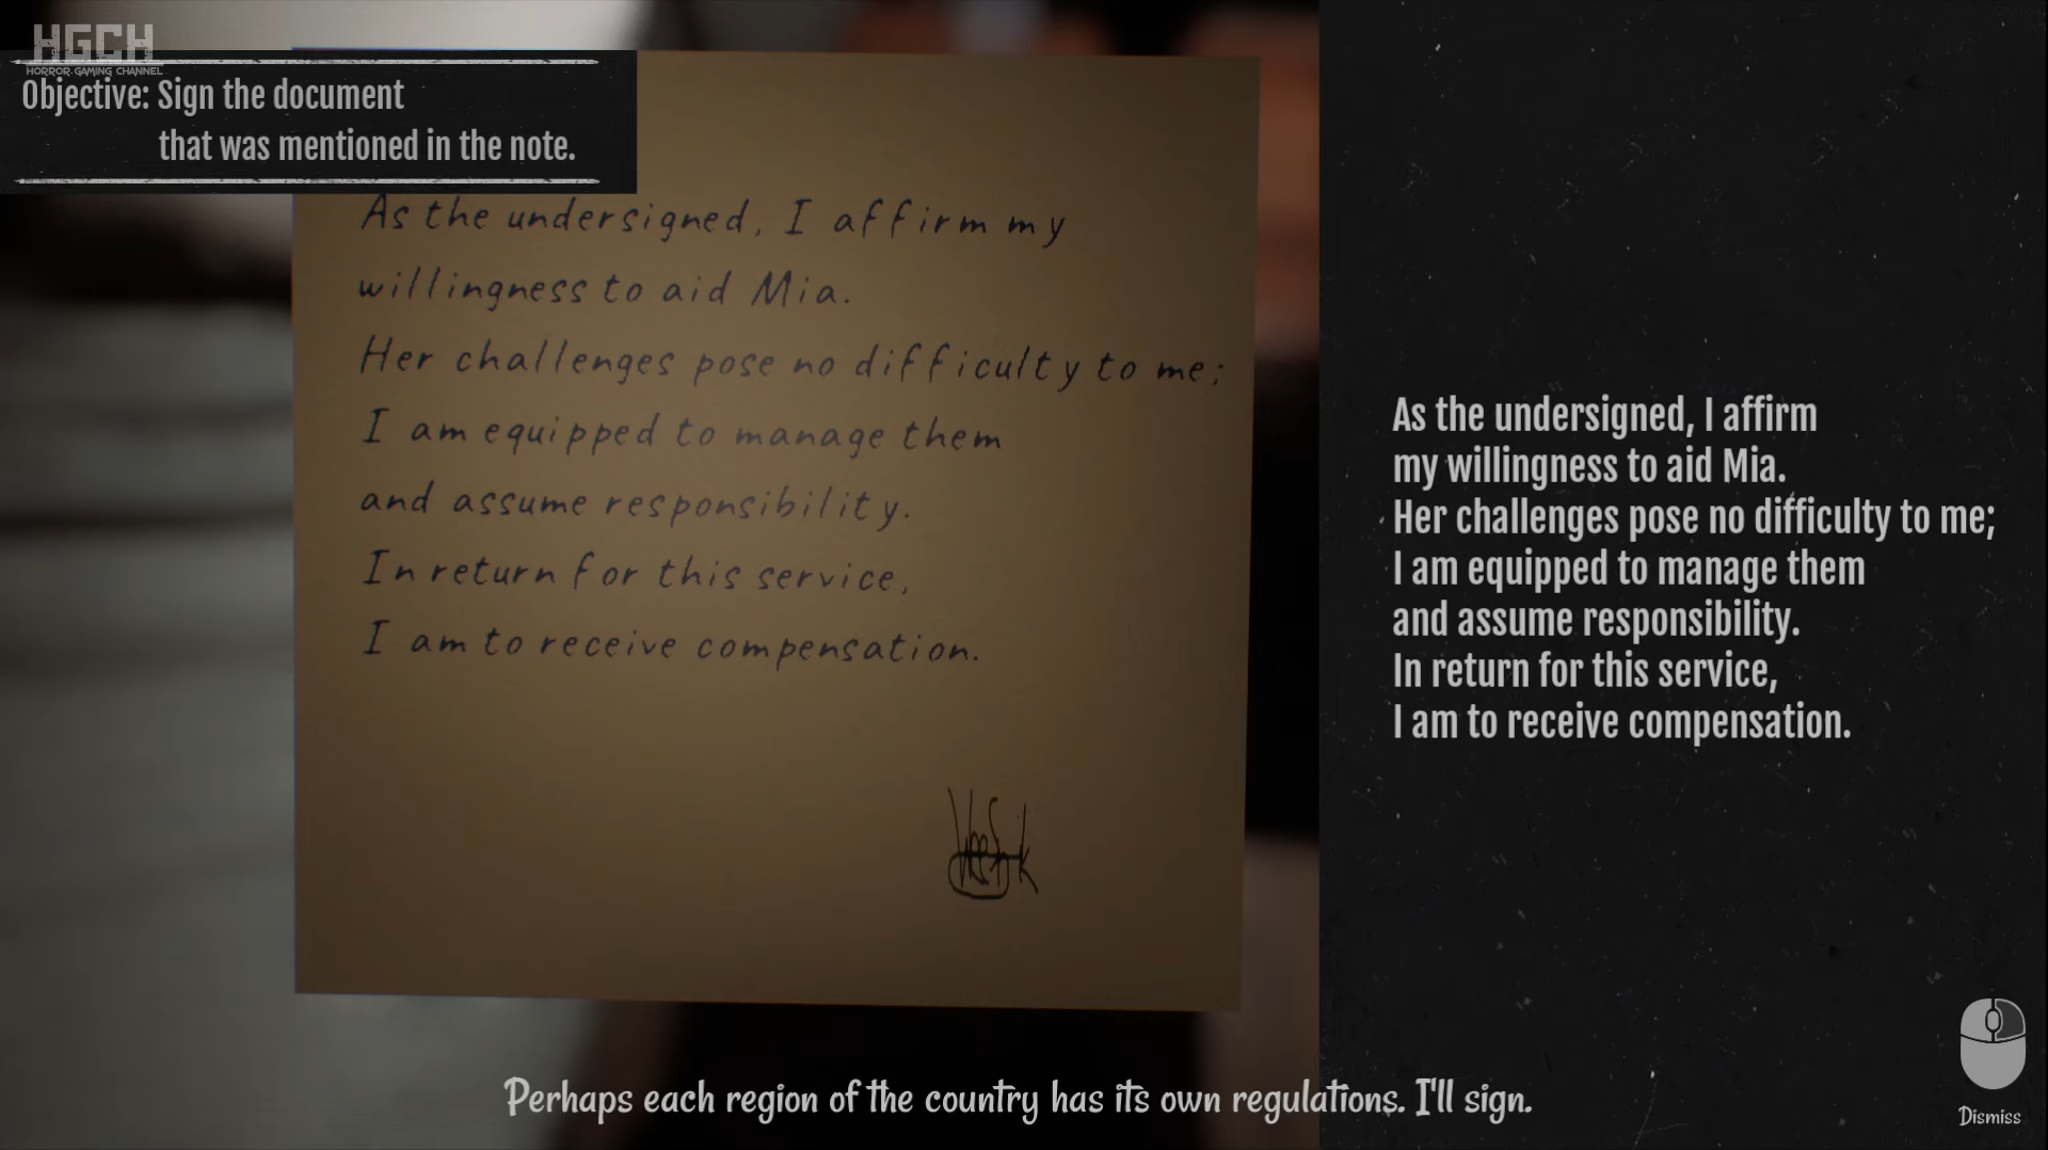 HGCH
HORROR GAMING CHANNEL
Objective: Sign the document
that was mentioned in the note.
As the undersigned, I affirm my
willingness to aid Mia.
Her challenges pose no difficulty to me;
I am equipped to manage them
and assume responsibility.
In return for this service,
I am to receive compensation.
As the undersigned, I affirm
my willingness to aid Mia.
Her challenges pose no difficulty to me;
I am equipped to manage them
and assume responsibility.
In return for this service,
I am to receive compensation.
Perhaps each region of the country has its own regulations. I'll sign.
Dismiss